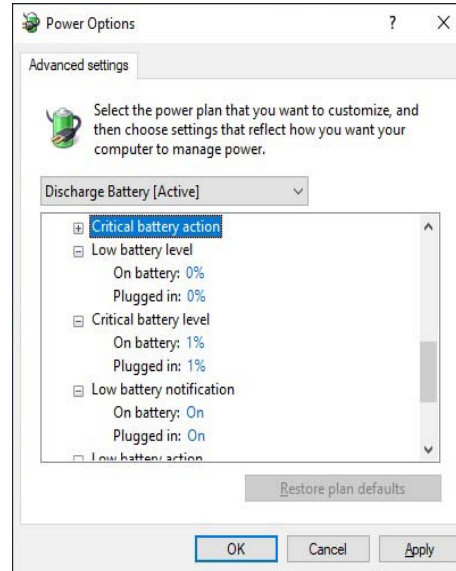 Power Options
Advanced settings
Select the power plan that you want to customize, and
then choose settings that reflect how you want your
computer to manage power.
Discharge Battery [Active]
Critical battery action
Low battery level
On battery: 0%
Plugged in: 0%
Critical battery level
On battery: 1%
Plugged in: 1%
Low battery notification
On battery: On
Plugged in: On
Low battery action
Restore plan defaults
OK Cancel Apply